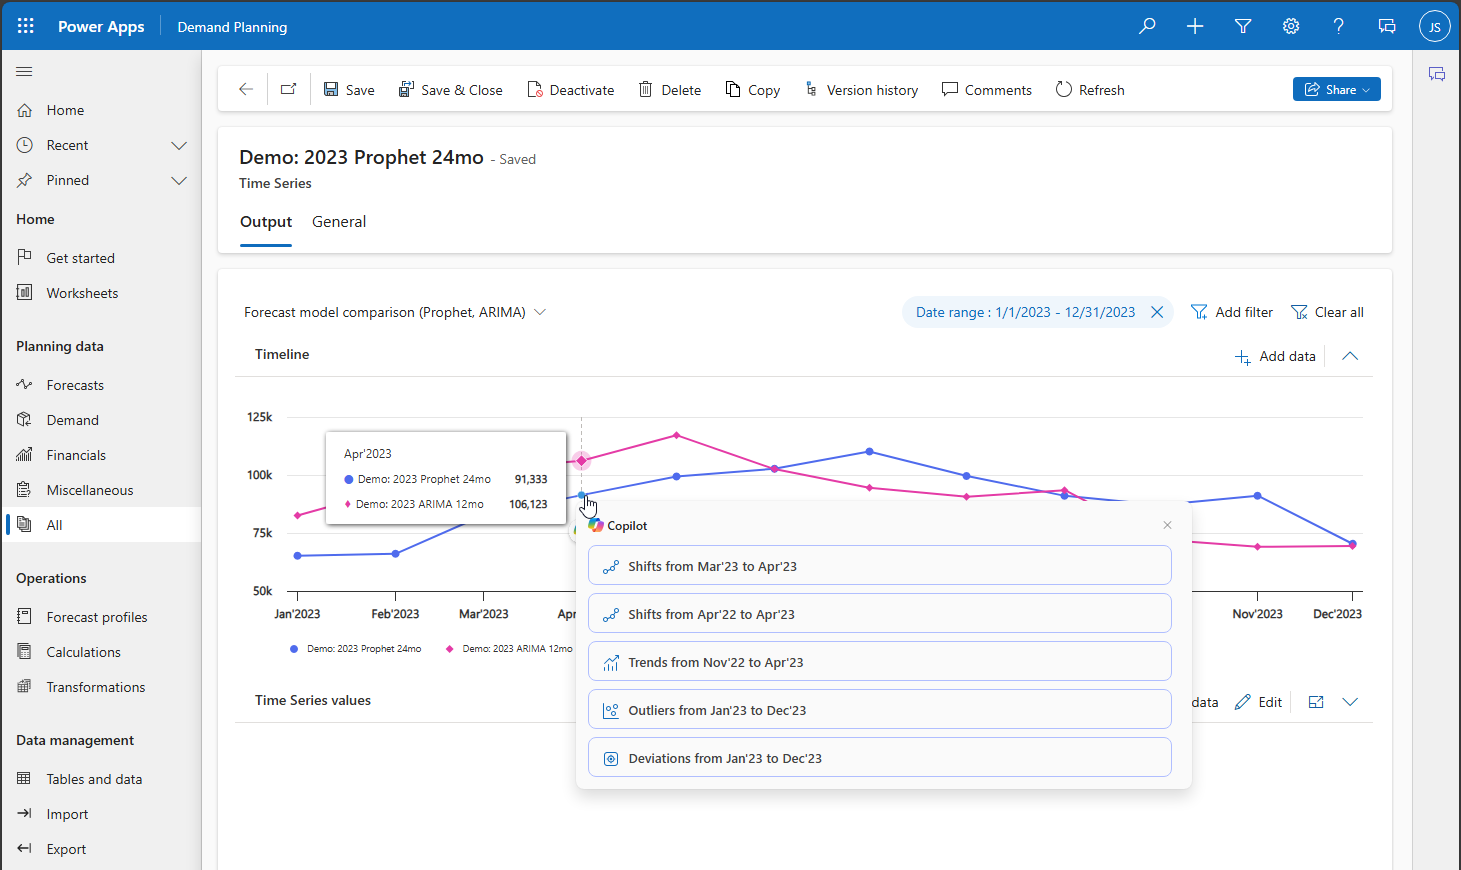 Power Apps
Demand Planning
JS
Save
Save & Close
Deactivate
Delete
Copy
Version history
Comments
Refresh
Share
Home
Recent
Pinned
Home
Get started
Worksheets
Planning data
Forecasts
Demand
Financials
Miscellaneous
All
Operations
Forecast profiles
Calculations
Transformations
Data management
Tables and data
Import
Export
Demo: 2023 Prophet 24mo - Saved
Time Series
Output
General
Forecast model comparison (Prophet, ARIMA)
Date range : 1/1/2023 - 12/31/2023
Add filter
Clear all
Timeline
Add data
125k
100k
75k
50k
Apr'2023
Demo: 2023 Prophet 24mo 91,333
Demo: 2023 ARIMA 12mo 106,123
Jan'2023
Feb'2023
Mar'2023
Apr
Nov'2023
Dec'2023
Demo: 2023 Prophet 24mo
Demo: 2023 ARIMA 12mo
Copilot
Shifts from Mar'23 to Apr'23
Shifts from Apr'22 to Apr'23
Trends from Nov'22 to Apr'23
Outliers from Jan'23 to Dec'23
Deviations from Jan'23 to Dec'23
Time Series values
data
Edit